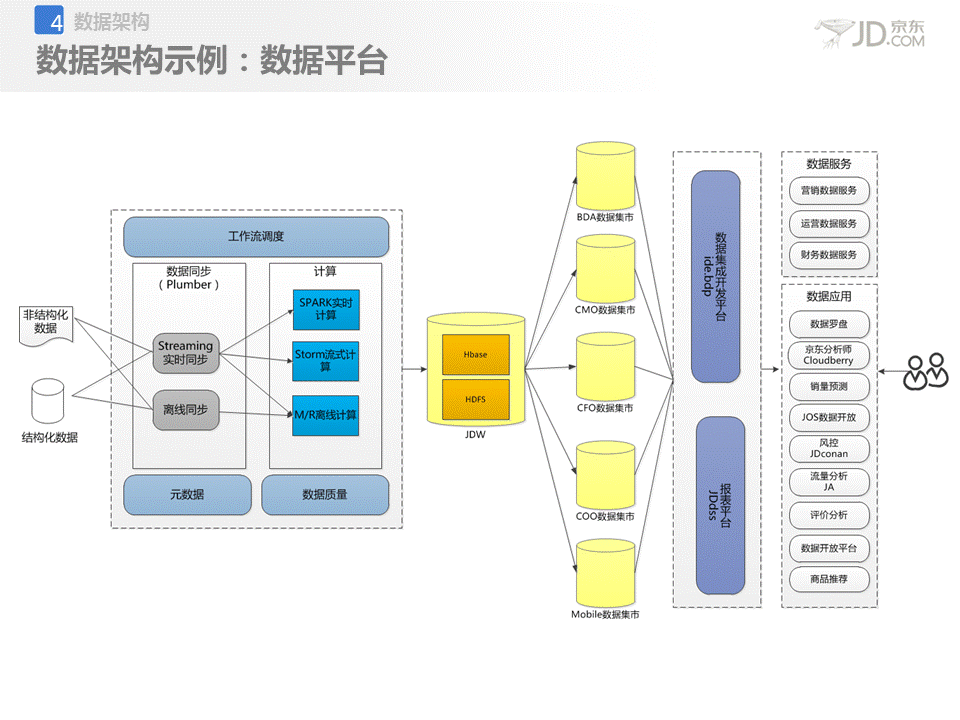 4 数据架构
数据架构示例：数据平台
JD 京东
.COM
工作流调度
数据同步
（Plumber）
计算
SPARK实时
计算
非结构化
数据
Streaming
实时同步
Storm流式计
算
离线同步
M/R离线计算
结构化数据
元数据
数据质量
Hbase
HDFS
JDW
BDA数据集市
CMO数据集市
CFO数据集市
COO数据集市
Mobile数据集市
数据集成开发平台
ide.bdp
报表平台
JDdss
数据服务
营销数据服务
运营数据服务
财务数据服务
数据应用
数据罗盘
京东分析师
Cloudberry
销量预测
JOS数据开放
风控
JDconan
流量分析
JA
评价分析
数据开放平台
商品推荐